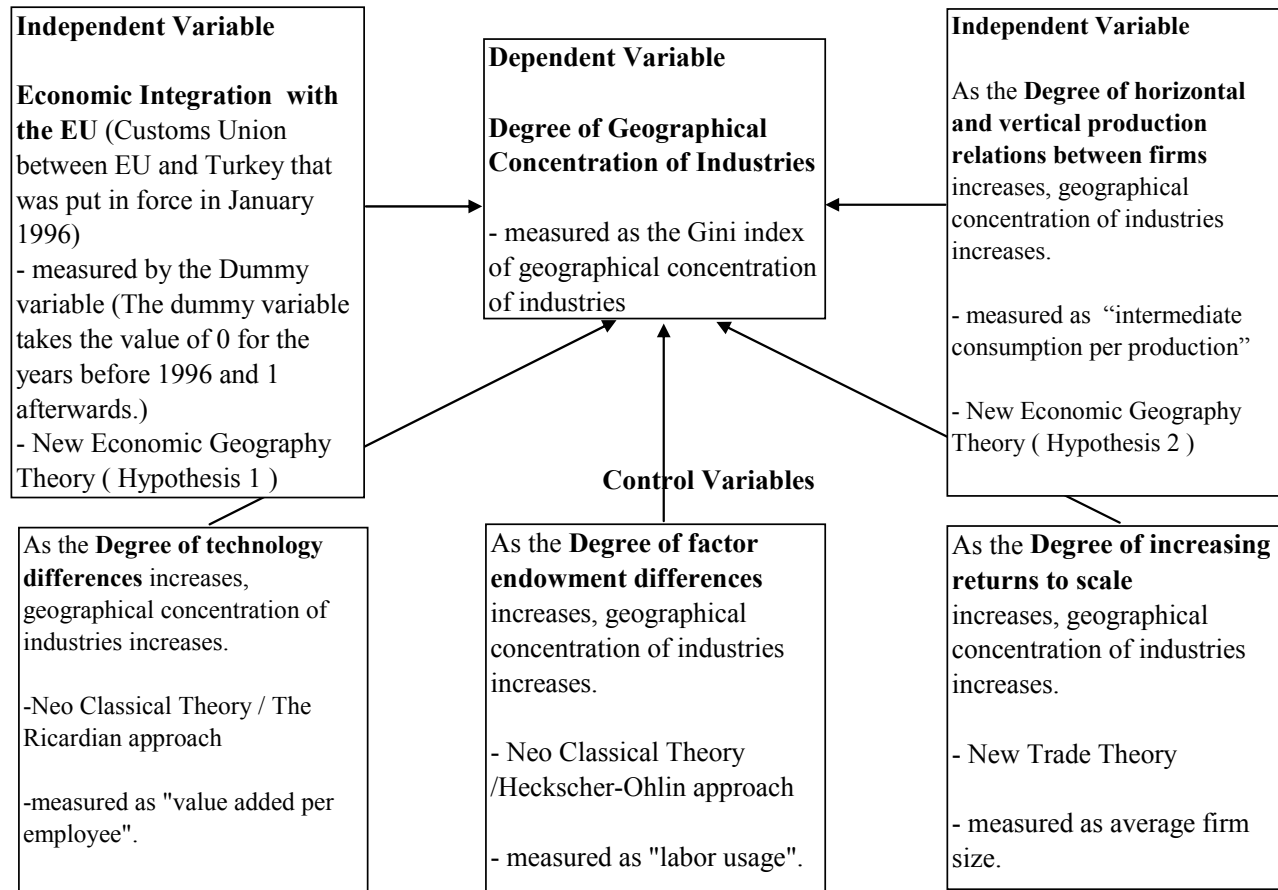 Independent Variable
Economic Integration with
the EU (Customs Union
between EU and Turkey that
was put in force in January
1996)
- measured by the Dummy
variable (The dummy variable
takes the value of 0 for the
years before 1996 and 1
afterwards.)
- New Economic Geography
Theory ( Hypothesis 1 )
Dependent Variable
Degree of Geographical
Concentration of Industries
- measured as the Gini index
of geographical concentration
of industries
Independent Variable
As the Degree of horizontal
and vertical production
relations between firms
increases, geographical
concentration of industries
increases.
- measured as “intermediate
consumption per production”
- New Economic Geography
Theory ( Hypothesis 2 )
Control Variables
As the Degree of technology
differences increases,
geographical concentration of
industries increases.
-Neo Classical Theory / The
Ricardian approach
-measured as "value added per
employee".
As the Degree of factor
endowment differences
increases, geographical
concentration of industries
increases.
- Neo Classical Theory
/Heckscher-Ohlin approach
- measured as "labor usage".
As the Degree of increasing
returns to scale
increases, geographical
concentration of industries
increases.
- New Trade Theory
- measured as average firm
size.